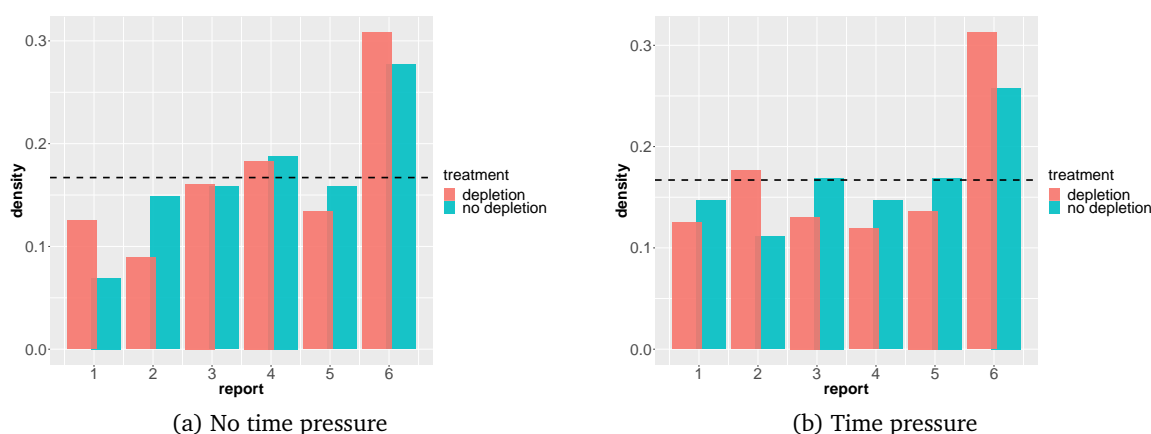 0.3
0.2
0.1
0.0
density
1 2 3 4 5 6
report
treatment
depletion
no depletion
(a) No time pressure
0.3
0.2
0.1
0.0
density
1 2 3 4 5 6
report
treatment
depletion
no depletion
(b) Time pressure